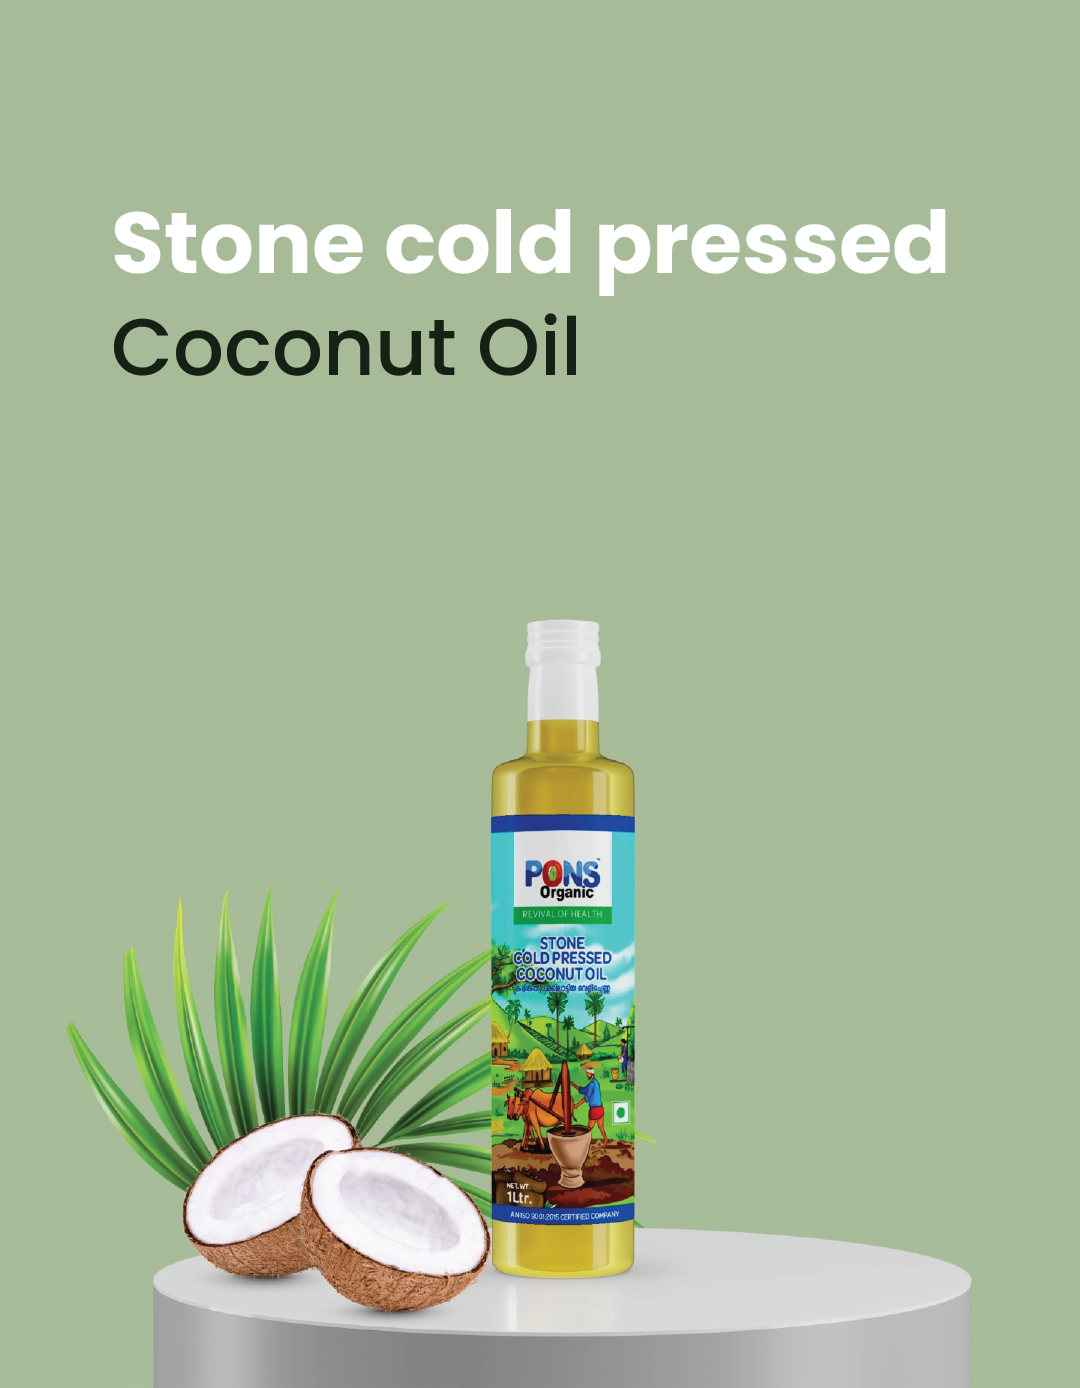 Stone cold pressed
Coconut Oil
PONS
Organic
REVIVAL OF HEALTH
STONE
COLD PRESSED
COCONUT OIL
വെളിച്ചെണ്ണ
NET. WT.
1Ltr.
AN ISO 9001:2015 CERTIFIED COMPANY